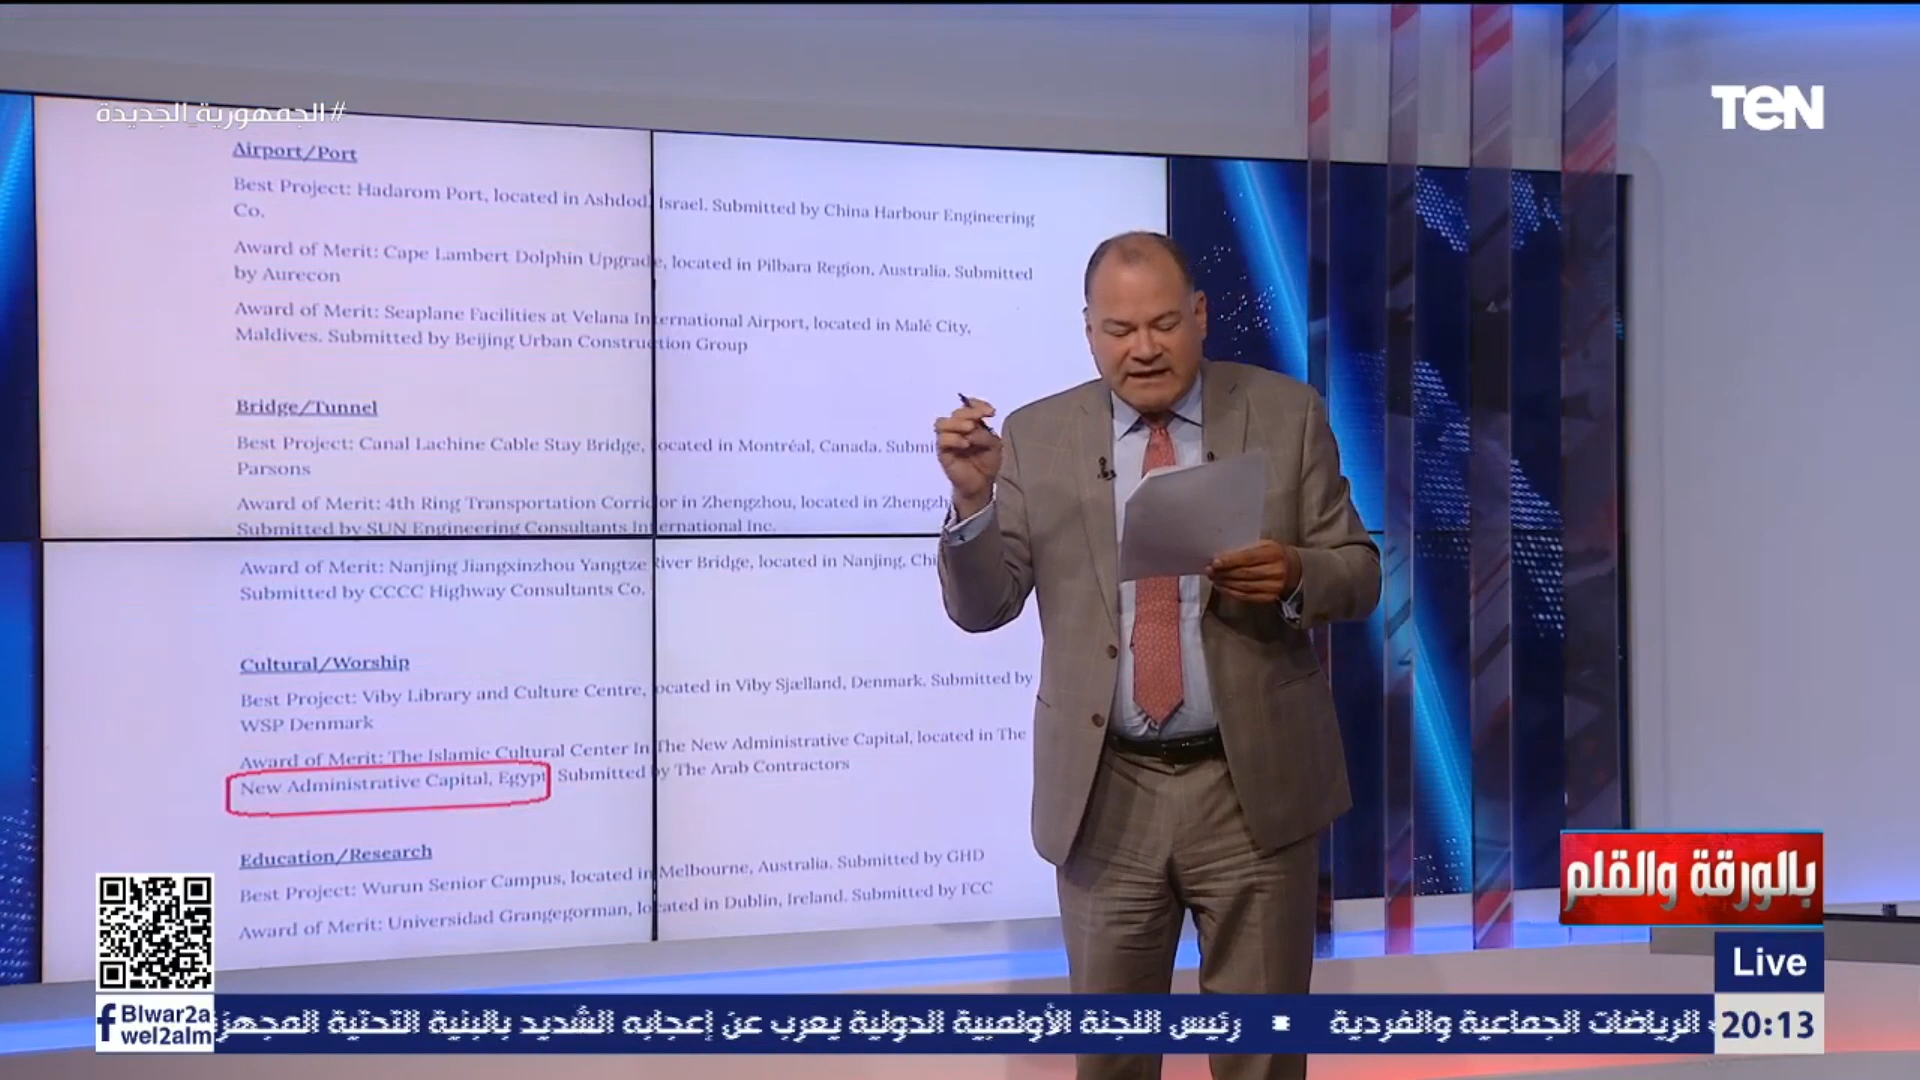 #الجمهورية_الجديدة
TeN
Airport/Port
Best Project: Hadarom Port, located in Ashdod, Israel. Submitted by China Harbour Engineering
Co.
Award of Merit: Cape Lambert Dolphin Upgrade, located in Pilbara Region, Australia. Submitted
by Aurecon
Award of Merit: Seaplane Facilities at Velana International Airport, located in Malé City,
Maldives. Submitted by Beijing Urban Construction Group
Bridge/Tunnel
Best Project: Canal Lachine Cable Stay Bridge, located in Montréal, Canada. Submi
Parsons
Award of Merit: 4th Ring Transportation Corridor in Zhengzhou, located in Zhengzh
Submitted by SUN Engineering Consultants International Inc.
Award of Merit: Nanjing Jiangxinzhou Yangtze River Bridge, located in Nanjing, Chi
Submitted by CCCC Highway Consultants Co.
Cultural/Worship
Best Project: Viby Library and Culture Centre, located in Viby Sjælland, Denmark. Submitted by
WSP Denmark
Award of Merit: The Islamic Cultural Center In The New Administrative Capital, located in The
New Administrative Capital, Egypt. Submitted by The Arab Contractors
Education/Research
Best Project: Wurun Senior Campus, located in Melbourne, Australia. Submitted by GHD
Award of Merit: Universidad Grangegorman, located in Dublin, Ireland. Submitted by FCC
بالورقة والقلم
Live
20:13
الرياضات الجماعية والفردية ▪ رئيس اللجنة الأولمبية الدولية يعرب عن إعجابه الشديد بالبنية التحتية المجهز
f Blwar2a
wel2alm